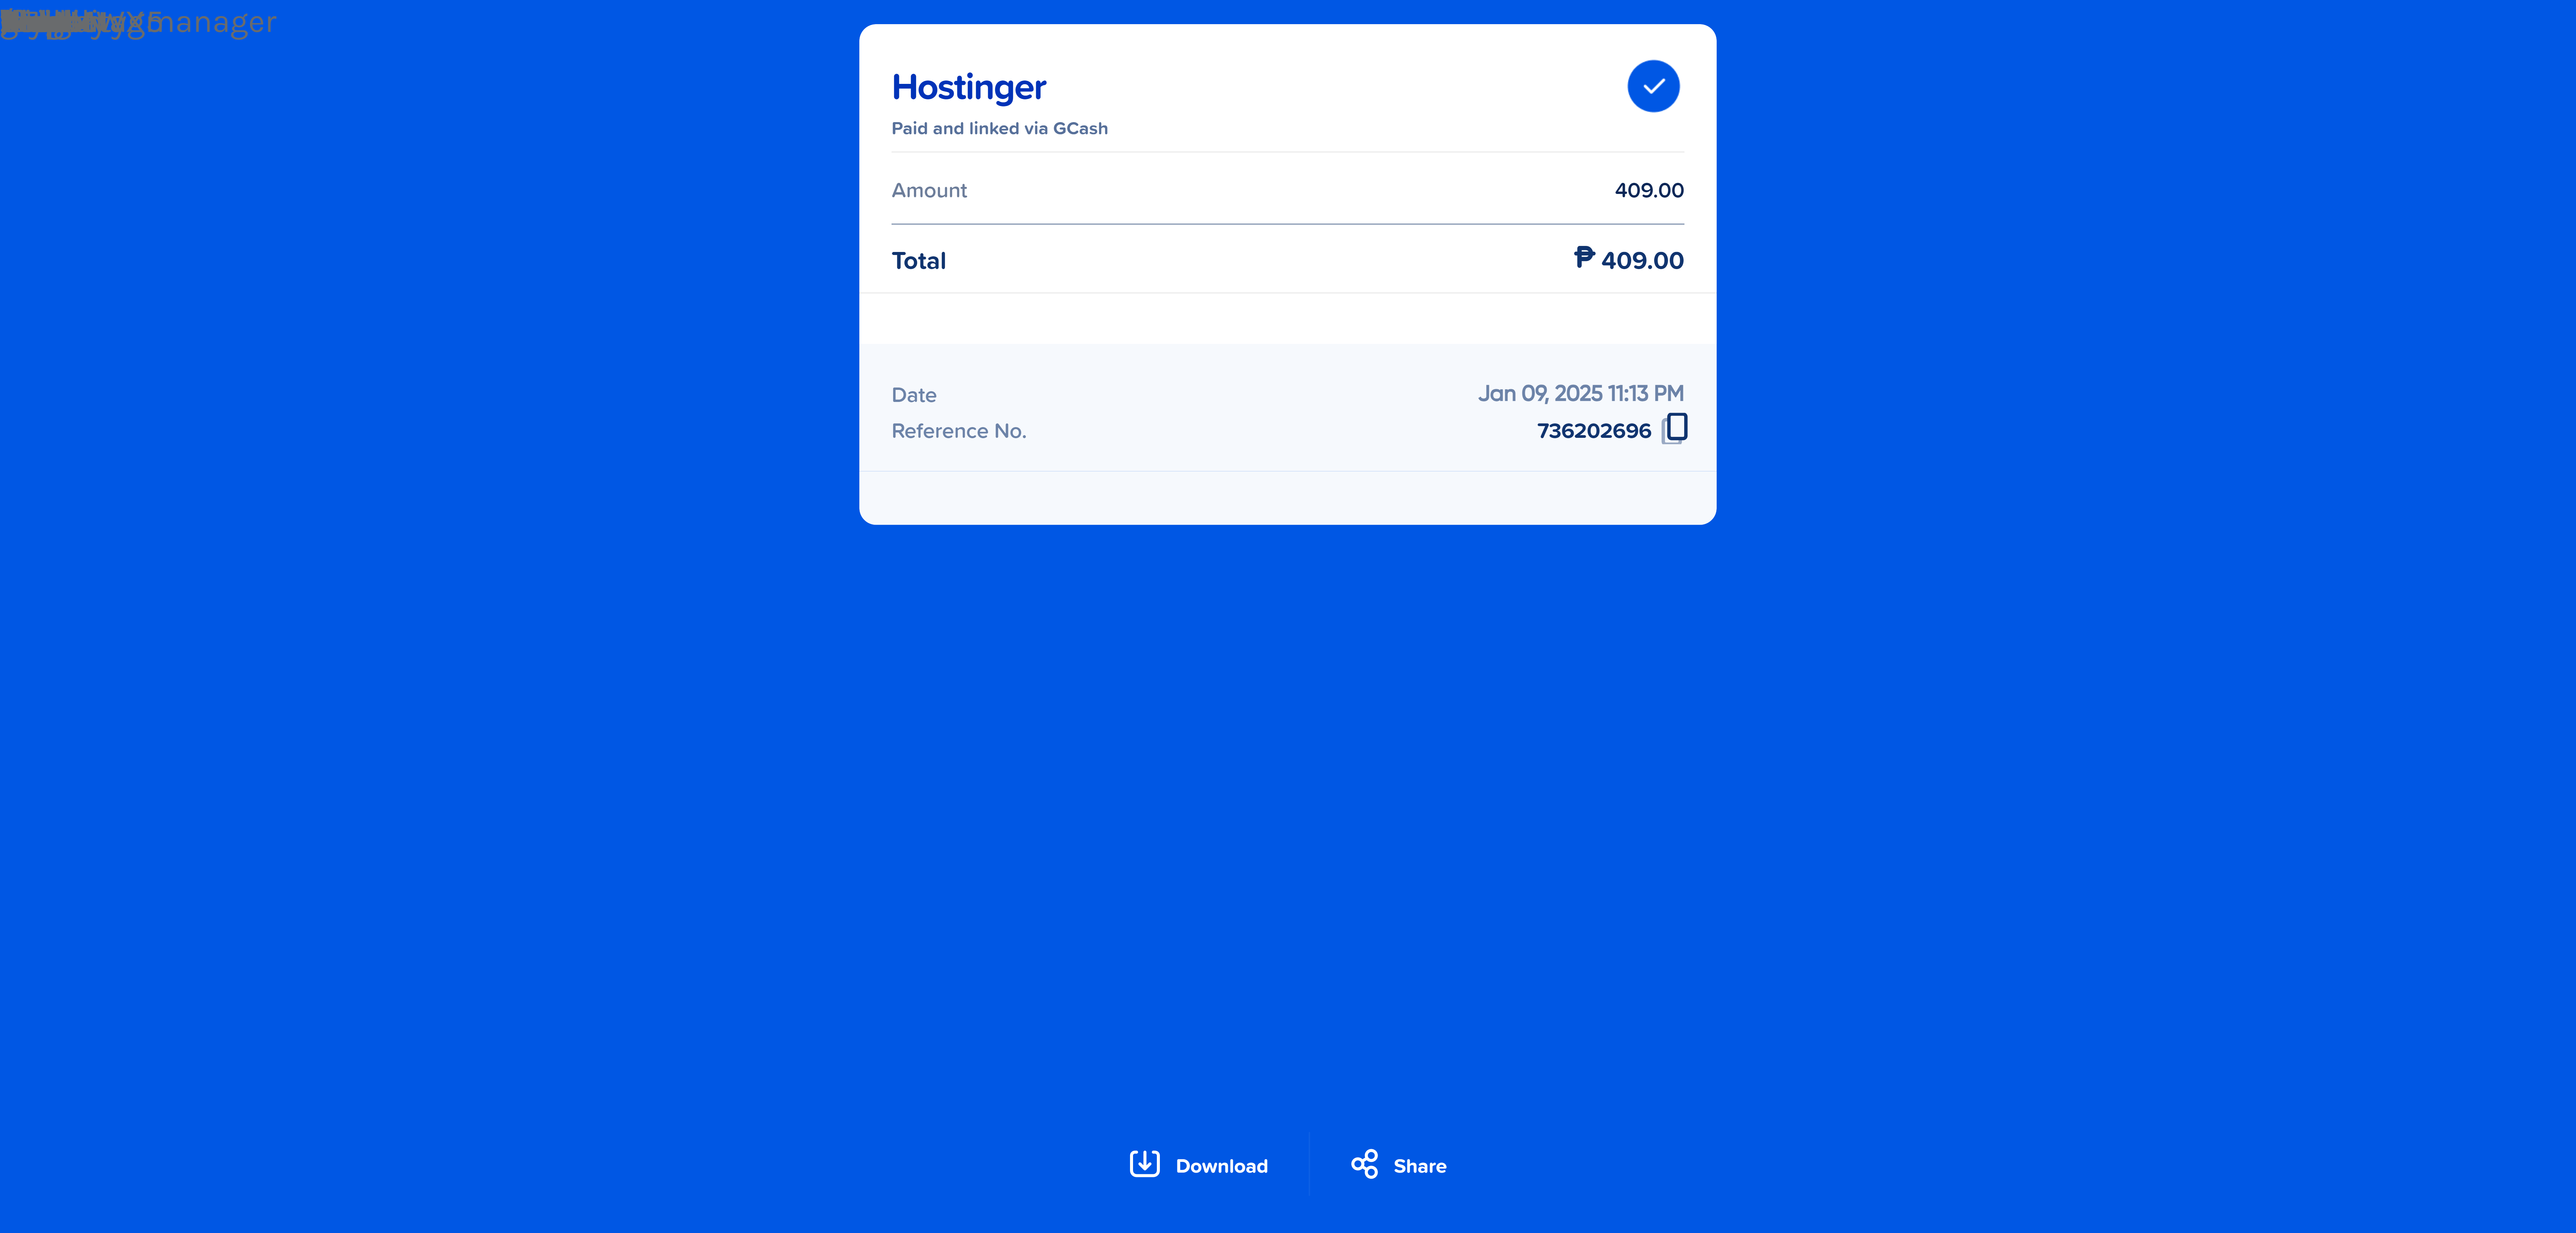 manager
Hostinger
Paid and linked via GCash
Amount 409.00
Total ₱ 409.00
Date Jan 09, 2025 11:13 PM
Reference No. 736202696
Download Share